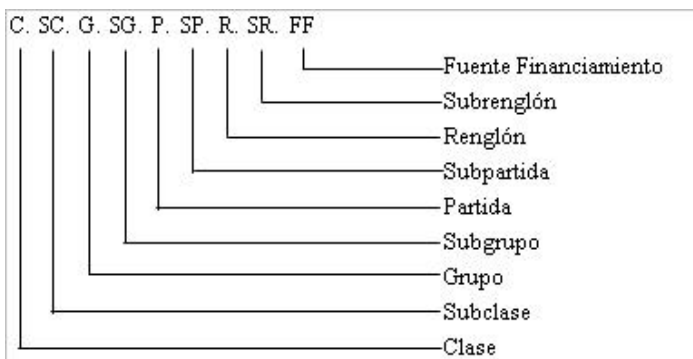 C. SC. G. SG. P. SP. R. SR. FF
Fuente Financiamiento
Subrenglón
Renglón
Subpartida
Partida
Subgrupo
Grupo
Subclase
Clase